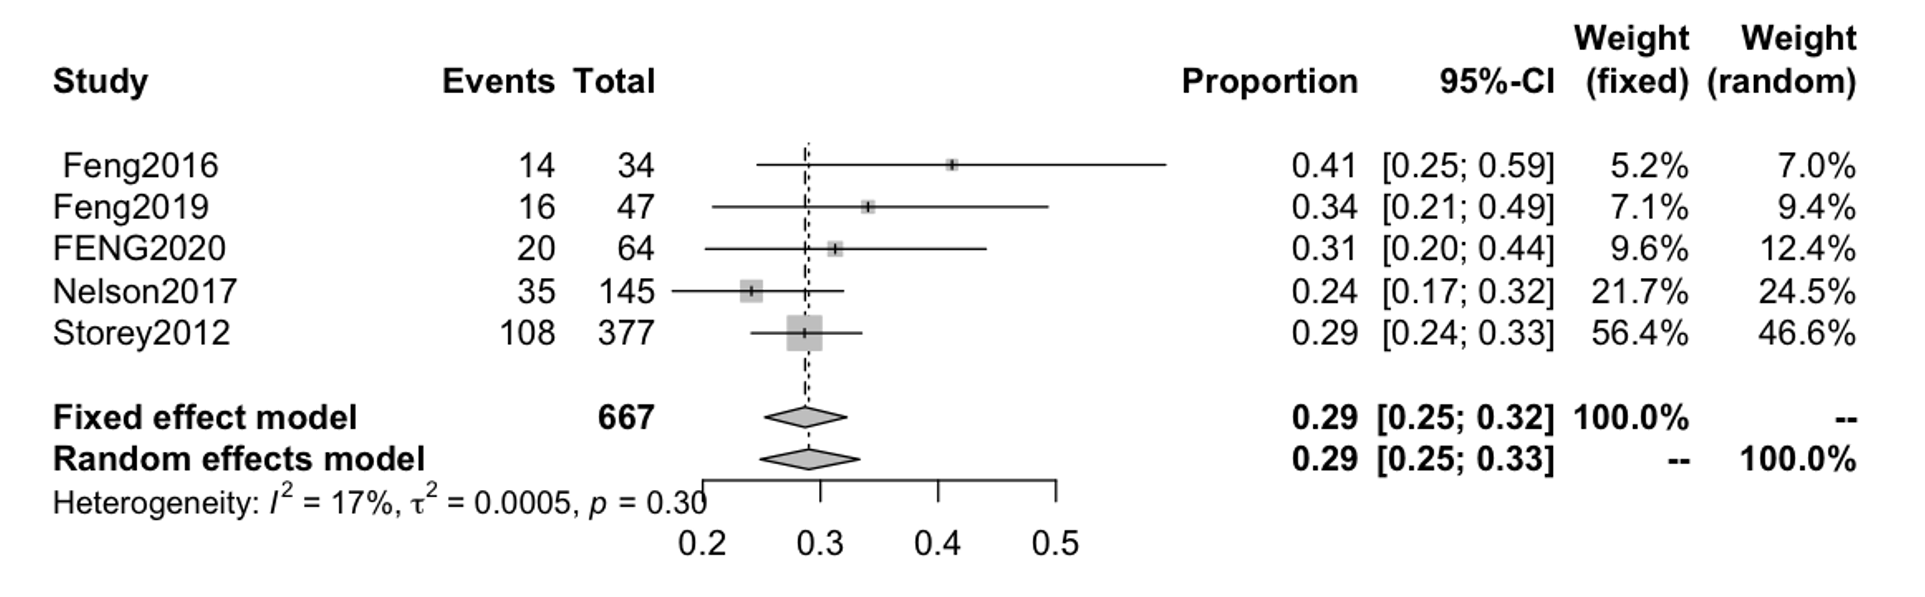 Weight Weight
Study Events Total Proportion 95%-CI (fixed) (random)
Feng2016 14 34 0.41 [0.25; 0.59] 5.2% 7.0%
Feng2019 16 47 0.34 [0.21; 0.49] 7.1% 9.4%
FENG2020 20 64 0.31 [0.20; 0.44] 9.6% 12.4%
Nelson2017 35 145 0.24 [0.17; 0.32] 21.7% 24.5%
Storey2012 108 377 0.29 [0.24; 0.33] 56.4% 46.6%
Fixed effect model 667 0.29 [0.25; 0.32] 100.0% --
Random effects model 0.29 [0.25; 0.33] -- 100.0%
Heterogeneity: I² = 17%, τ² = 0.0005, p = 0.30
0.2 0.3 0.4 0.5